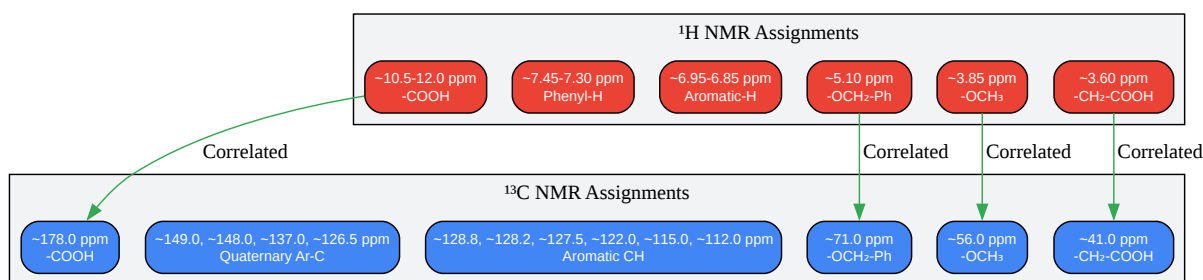 ¹H NMR Assignments
~10.5-12.0 ppm
-COOH
~7.45-7.30 ppm
Phenyl-H
~6.95-6.85 ppm
Aromatic-H
~5.10 ppm
-OCH₂-Ph
~3.85 ppm
-OCH₃
~3.60 ppm
-CH₂-COOH
Correlated
Correlated
Correlated
Correlated
¹³C NMR Assignments
~178.0 ppm
-COOH
~149.0, ~148.0, ~137.0, ~126.5 ppm
Quaternary Ar-C
~128.8, ~128.2, ~127.5, ~122.0, ~115.0, ~112.0 ppm
Aromatic CH
~71.0 ppm
-OCH₂-Ph
~56.0 ppm
-OCH₃
~41.0 ppm
-CH₂-COOH